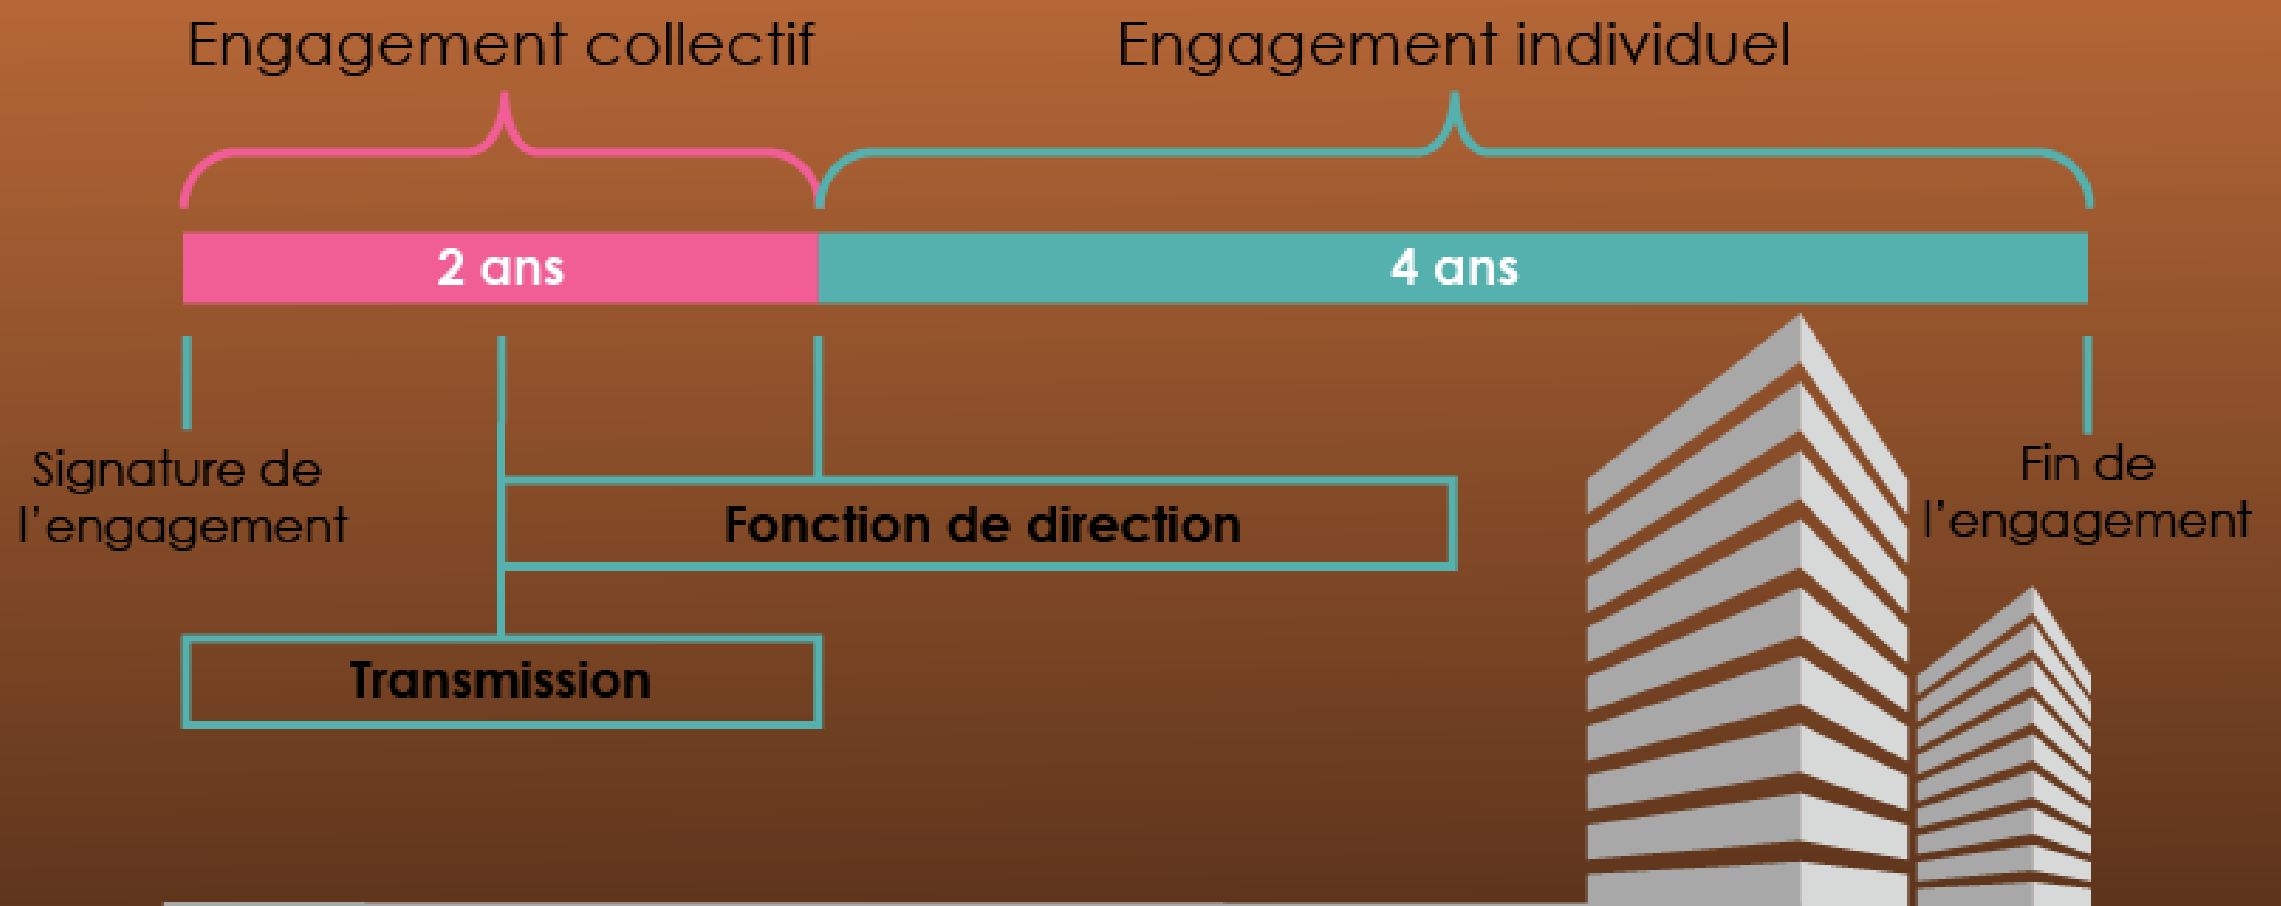 Engagement collectif
Engagement individuel
2 ans
4 ans
Signature de
l'engagement
Fin de
l'engagement
Fonction de direction
Transmission